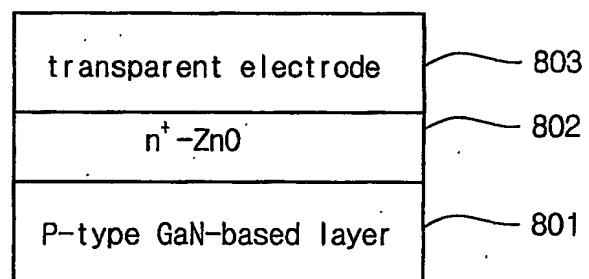 transparent electrode 803
n⁺-ZnO 802
P-type GaN-based layer 801